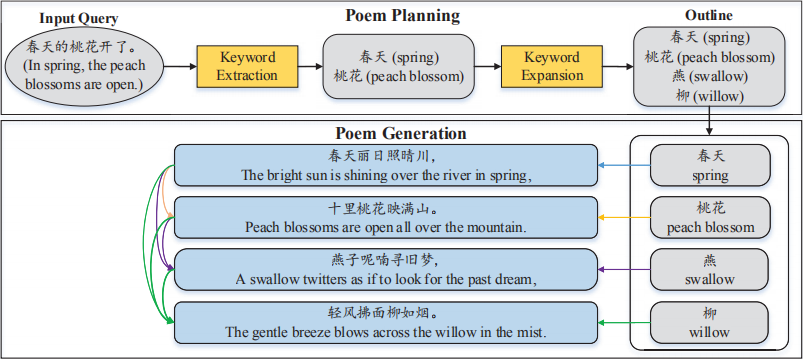 Poem Planning
Input Query
春天的桃花开了。
(In spring, the peach
blossoms are open.)
Keyword
Extraction
春天 (spring)
桃花 (peach blossom)
Keyword
Expansion
Outline
春天 (spring)
桃花 (peach blossom)
燕 (swallow)
柳 (willow)
Poem Generation
春天丽日照晴川，
The bright sun is shining over the river in spring,
春天
spring
十里桃花映满山。
Peach blossoms are open all over the mountain.
桃花
peach blossom
燕子呢喃寻旧梦，
A swallow twitters as if to look for the past dream,
燕
swallow
轻风拂面柳如烟。
The gentle breeze blows across the willow in the mist.
柳
willow